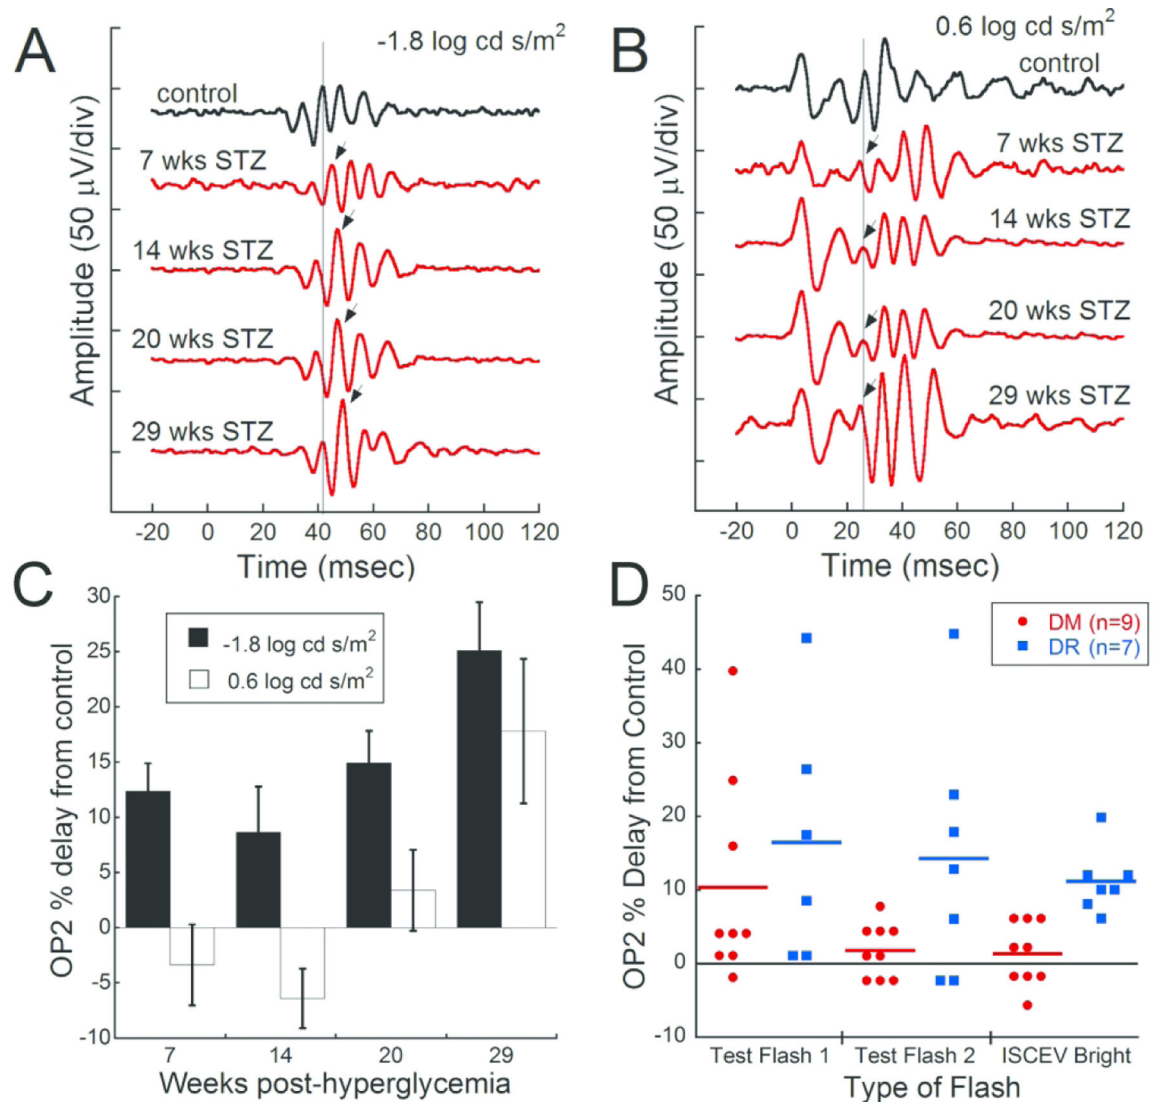 A
-1.8 log cd s/m²
control
7 wks STZ
14 wks STZ
20 wks STZ
29 wks STZ
Amplitude (50 μV/div)
-20 0 20 40 60 80 100 120
Time (msec)
B
0.6 log cd s/m²
control
7 wks STZ
14 wks STZ
20 wks STZ
29 wks STZ
Amplitude (50 μV/div)
-20 0 20 40 60 80 100 120
Time (msec)
C
-1.8 log cd s/m²
0.6 log cd s/m²
OP2 % delay from control
30
25
20
15
10
5
0
-5
-10
7 14 20 29
Weeks post-hyperglycemia
D
DM (n=9)
DR (n=7)
OP2 % Delay from Control
50
40
30
20
10
0
-10
Test Flash 1 Test Flash 2 ISCEV Bright
Type of Flash